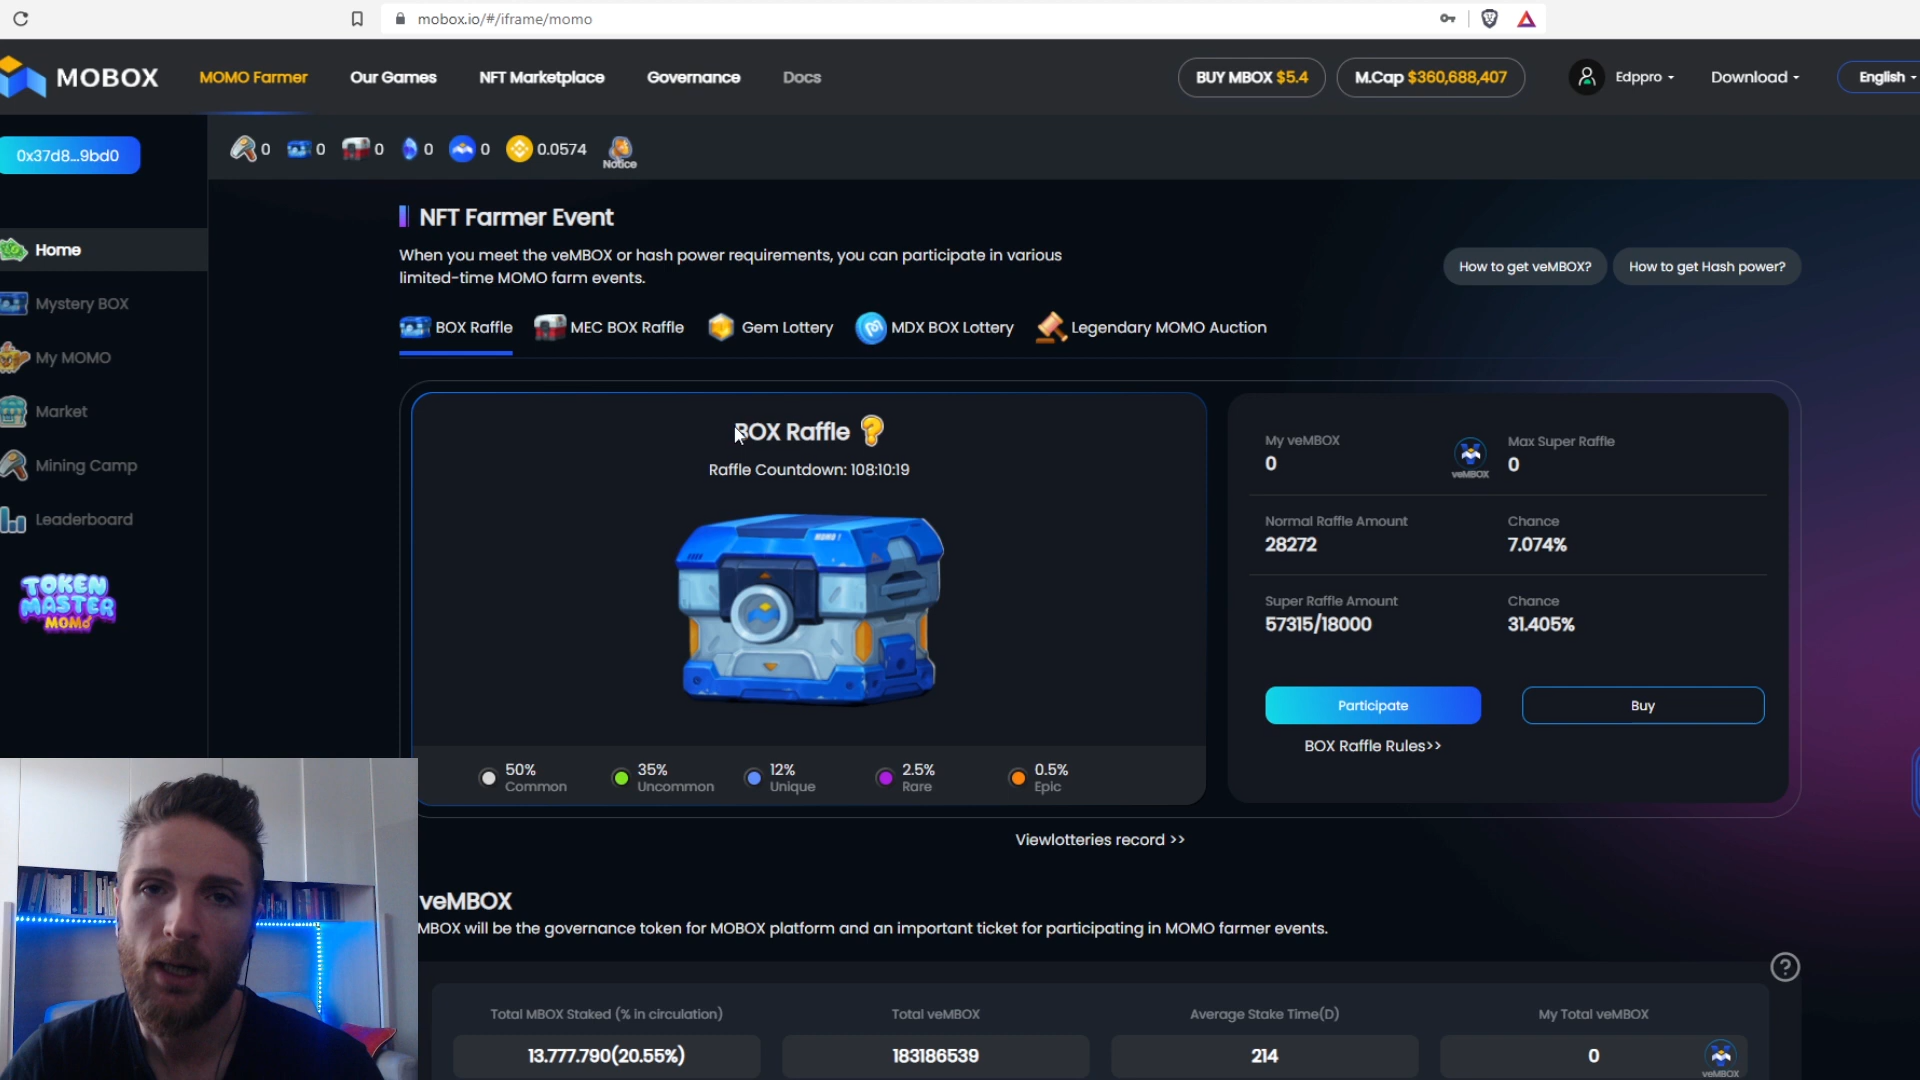 mobox.io/#/iframe/momo
MOBOX
MOMO Farmer
Our Games
NFT Marketplace
Governance
Docs
BUY MBOX $5.4
M.Cap $360,688,407
Edppro
Download
English
0x37d8...9bd0
0
0
0
0
0
0.0574
Notice
Home
Mystery BOX
My MOMO
Market
Mining Camp
Leaderboard
TOKEN
MASTER
MOMO
NFT Farmer Event
When you meet the veMBOX or hash power requirements, you can participate in various
limited-time MOMO farm events.
How to get veMBOX?
How to get Hash power?
BOX Raffle
MEC BOX Raffle
Gem Lottery
MDX BOX Lottery
Legendary MOMO Auction
BOX Raffle
Raffle Countdown: 108:10:19
MOMO !
50%
Common
35%
Uncommon
12%
Unique
2.5%
Rare
0.5%
Epic
My veMBOX
0
veMBOX
Max Super Raffle
0
Normal Raffle Amount
28272
Chance
7.074%
Super Raffle Amount
57315/18000
Chance
31.405%
Participate
Buy
BOX Raffle Rules>>
Viewlotteries record >>
veMBOX
MBOX will be the governance token for MOBOX platform and an important ticket for participating in MOMO farmer events.
Total MBOX Staked (% in circulation)
13.777.790(20.55%)
Total veMBOX
183186539
Average Stake Time(D)
214
My Total veMBOX
0
veMBOX